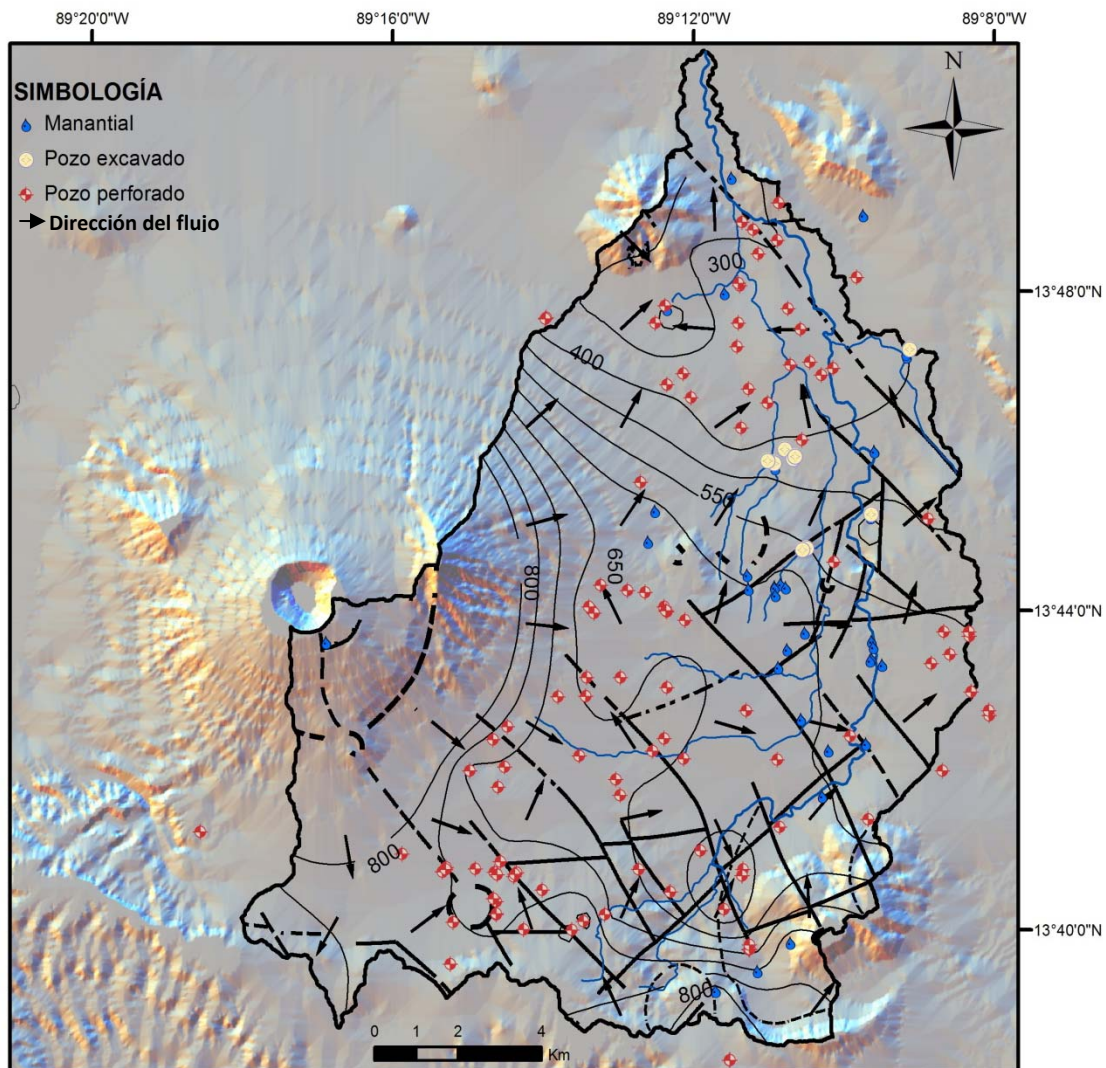 89°20'0"W 89°16'0"W 89°12'0"W 89°8'0"W
SIMBOLOGÍA
Manantial
Pozo excavado
Pozo perforado
Dirección del flujo
N
300
13°48'0"N
400
550
650
800
13°44'0"N
800
13°40'0"N
800
0 1 2 4
Km